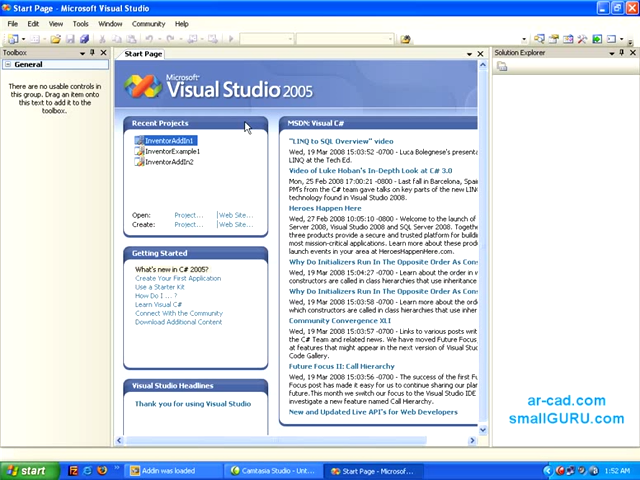 Start Page - Microsoft Visual Studio
File Edit View Tools Window Community Help
Toolbox
General
There are no usable controls in
this group. Drag an item onto
this text to add it to the
toolbox.
Start Page
Solution Explorer
Microsoft
Visual Studio 2005
Recent Projects
InventorAddIn1
InventorExample1
InventorAddIn2
Open: Project... Web Site...
Create: Project... Web Site...
Getting Started
What's new in C# 2005?
Create Your First Application
Use a Starter Kit
How Do I ... ?
Learn Visual C#
Connect With the Community
Download Additional Content
Visual Studio Headlines
Thank you for using Visual Studio
MSDN: Visual C#
"LINQ to SQL Overview" video
Wed, 19 Mar 2008 15:03:52 -0700 - Luca Bolegnese's present
LINQ at the Tech Ed.
Video of Luke Hoban's In-Depth Look at C# 3.0
Mon, 25 Feb 2008 17:00:21 -0800 - Last fall in Barcelona, Spain
PM's from the C# team gave talks on key parts of the new LI
technology found in Visual Studio 2008.
Heroes Happen Here
Wed, 27 Feb 2008 10:05:10 -0800 - Welcome to the launch of
Server 2008, Visual Studio 2008 and SQL Server 2008. Togeth
three products provide a secure and trusted platform for buildi
most mission-critical applications. Learn more about these produ
launch events in your area at HeroesHappenHere.com.
Why Do Initializers Run In The Opposite Order As Cons
Wed, 19 Mar 2008 15:04:27 -0700 - Learn about the order in w
constructors are called in class hierarchies that use inheritance
Why Do Initializers Run In The Opposite Order As Cons
Wed, 19 Mar 2008 15:03:58 -0700 - Learn more about the order
which constructors are called in class hierarchies that use inher
Community Convergence XLI
Wed, 19 Mar 2008 15:03:57 -0700 - Links to various posts writ
the C# Team and related news. We have moved Future Focus
at features that might appear in the next version of Visual Stu
Code Gallery.
Future Focus II: Call Hierarchy
Wed, 19 Mar 2008 15:03:56 -0700 - The success of the first F
Focus post has made it easy for us to continue sharing our plan
future.This month we switch our focus to the Visual Studio IDE
investigate a new feature named Call Hierarchy.
New and Updated Live API's for Web Developers
ar-cad.com
smallGURU.com
start
Addin was loaded
Camtasia Studio - Unt...
Start Page - Microsof...
1:52 AM